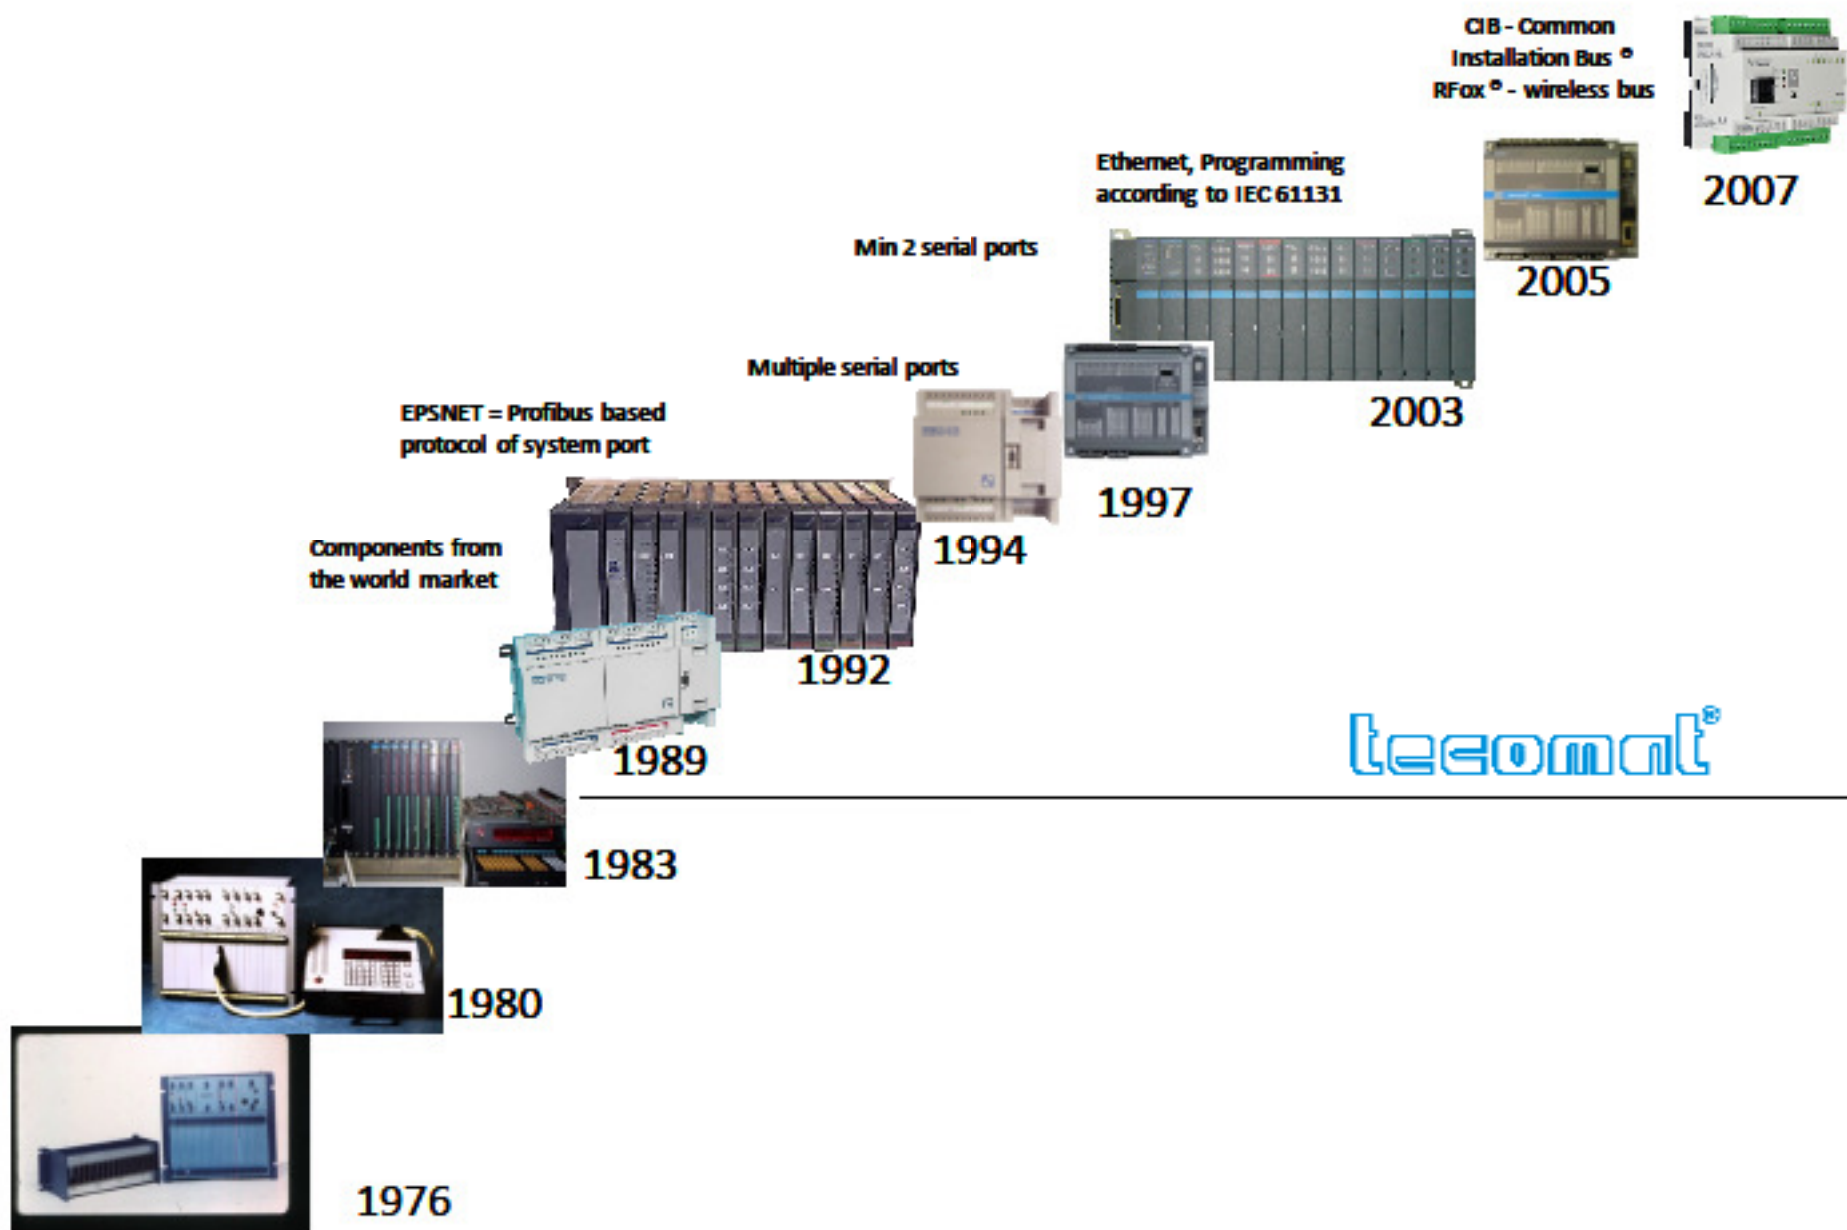 CIB - Common
Installation Bus ®
RFox ® - wireless bus
2007
Ethernet, Programming
according to IEC 61131
2005
Min 2 serial ports
2003
Multiple serial ports
1997
EPSNET = Profibus based
protocol of system port
1994
Components from
the world market
1992
tecomat®
1989
1983
1980
1976